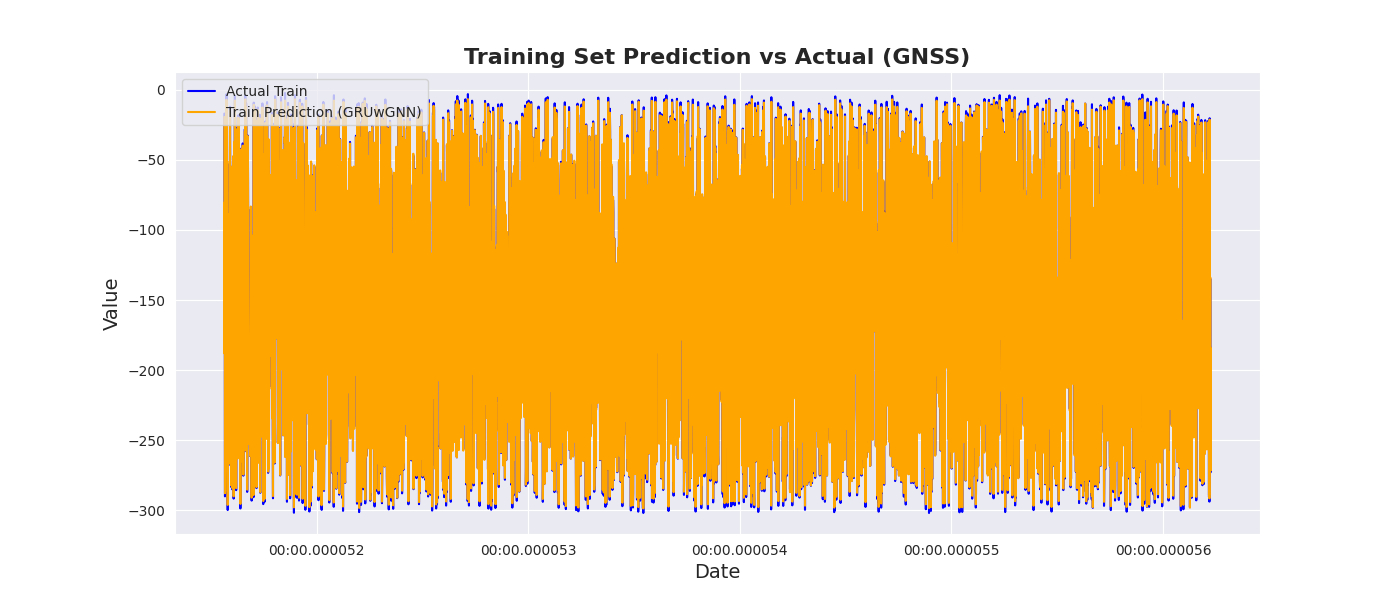 Training Set Prediction vs Actual (GNSS)
Actual Train
Train Prediction (GRUwGNN)
Value
0
−50
−100
−150
−200
−250
−300
00:00.000052
00:00.000053
00:00.000054
00:00.000055
00:00.000056
Date